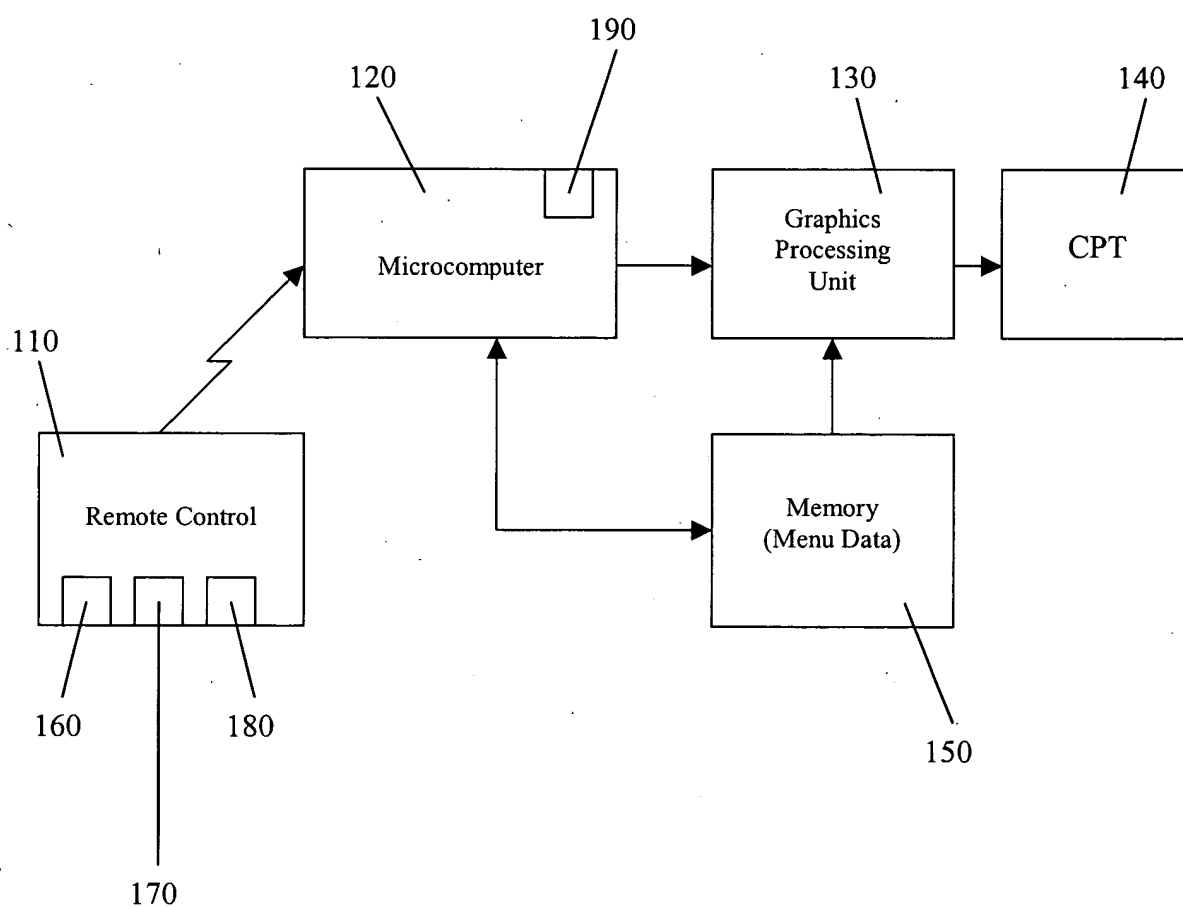 190
120
130
140
Microcomputer
Graphics
Processing
Unit
CPT
110
Remote Control
Memory
(Menu Data)
160
180
150
170